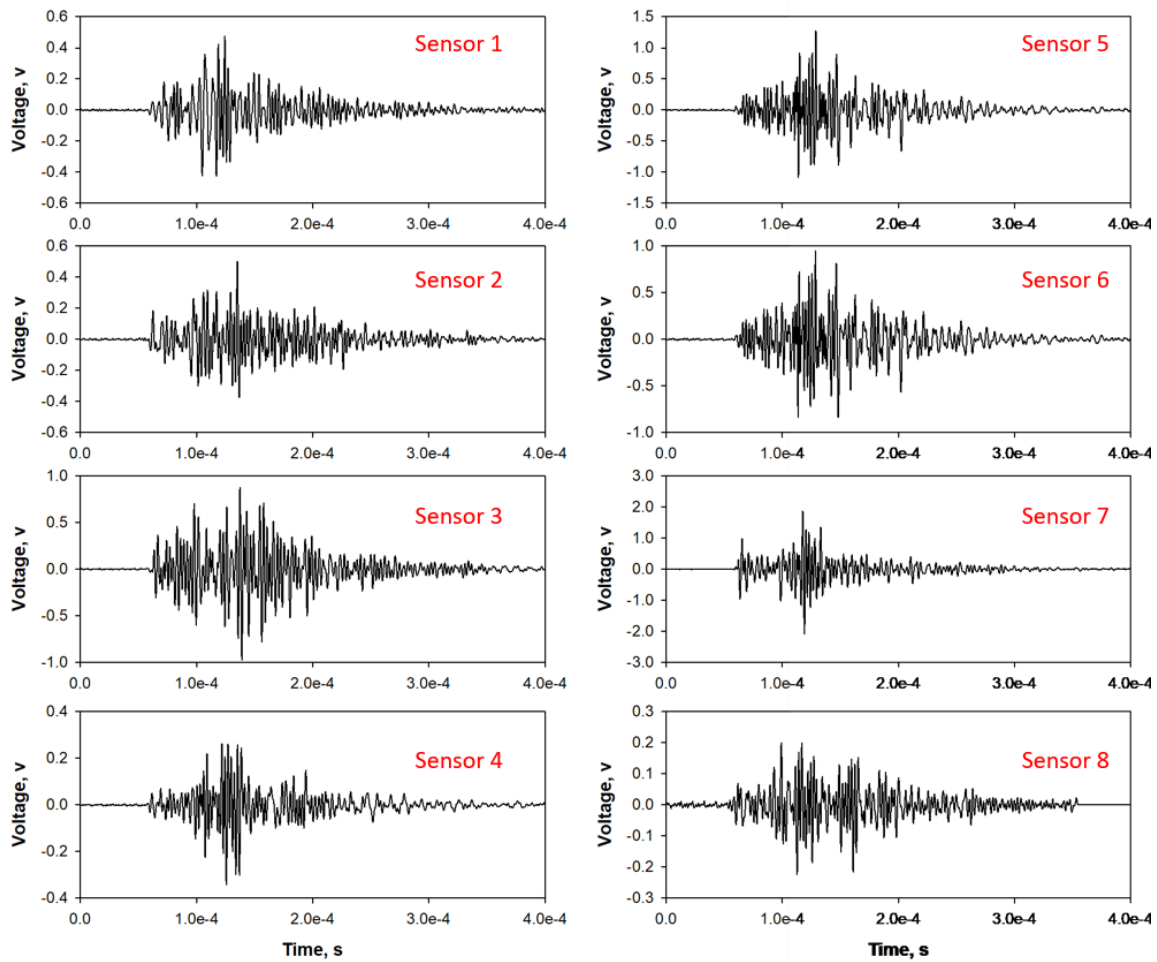 Sensor 1
Voltage, v
0.6
0.4
0.2
0.0
-0.2
-0.4
-0.6
0.0 1.0e-4 2.0e-4 3.0e-4 4.0e-4
Sensor 5
Voltage, v
1.5
1.0
0.5
0.0
-0.5
-1.0
-1.5
0.0 1.0e-4 2.0e-4 3.0e-4 4.0e-4
Sensor 2
Voltage, v
0.6
0.4
0.2
0.0
-0.2
-0.4
-0.6
0.0 1.0e-4 2.0e-4 3.0e-4 4.0e-4
Sensor 6
Voltage, v
1.0
0.5
0.0
-0.5
-1.0
0.0 1.0e-4 2.0e-4 3.0e-4 4.0e-4
Sensor 3
Voltage, v
1.0
0.5
0.0
-0.5
-1.0
0.0 1.0e-4 2.0e-4 3.0e-4 4.0e-4
Sensor 7
Voltage, v
3.0
2.0
1.0
0.0
-1.0
-2.0
-3.0
0.0 1.0e-4 2.0e-4 3.0e-4 4.0e-4
Sensor 4
Voltage, v
0.4
0.2
0.0
-0.2
-0.4
0.0 1.0e-4 2.0e-4 3.0e-4 4.0e-4
Time, s
Sensor 8
Voltage, v
0.3
0.2
0.1
0.0
-0.1
-0.2
-0.3
0.0 1.0e-4 2.0e-4 3.0e-4 4.0e-4
Time, s